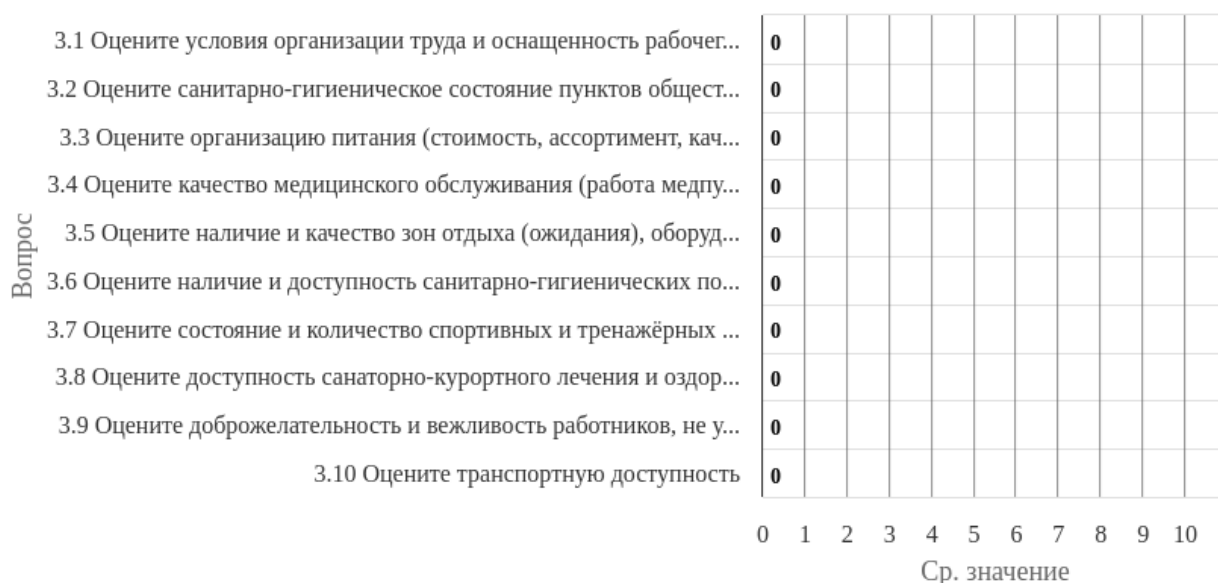 3.1 Оцените условия организации труда и оснащенность рабочег... 0
3.2 Оцените санитарно-гигиеническое состояние пунктов общест... 0
3.3 Оцените организацию питания (стоимость, ассортимент, кач... 0
3.4 Оцените качество медицинского обслуживания (работа медпу... 0
3.5 Оцените наличие и качество зон отдыха (ожидания), оборуд... 0
3.6 Оцените наличие и доступность санитарно-гигиенических по... 0
3.7 Оцените состояние и количество спортивных и тренажёрных ... 0
3.8 Оцените доступность санаторно-курортного лечения и оздор... 0
3.9 Оцените доброжелательность и вежливость работников, не у... 0
3.10 Оцените транспортную доступность 0
Вопрос
0 1 2 3 4 5 6 7 8 9 10
Ср. значение